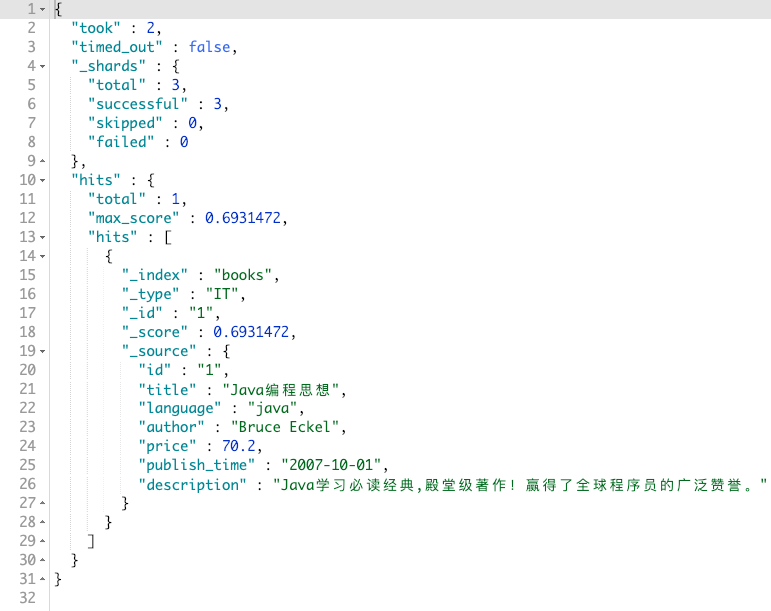 1 {
2   "took" : 2,
3   "timed_out" : false,
4   "_shards" : {
5     "total" : 3,
6     "successful" : 3,
7     "skipped" : 0,
8     "failed" : 0
9   },
10   "hits" : {
11     "total" : 1,
12     "max_score" : 0.6931472,
13     "hits" : [
14       {
15         "_index" : "books",
16         "_type" : "IT",
17         "_id" : "1",
18         "_score" : 0.6931472,
19         "_source" : {
20           "id" : "1",
21           "title" : "Java编程思想",
22           "language" : "java",
23           "author" : "Bruce Eckel",
24           "price" : 70.2,
25           "publish_time" : "2007-10-01",
26           "description" : "Java学习必读经典,殿堂级著作！赢得了全球程序员的广泛赞誉。"
27         }
28       }
29     ]
30   }
31 }
32